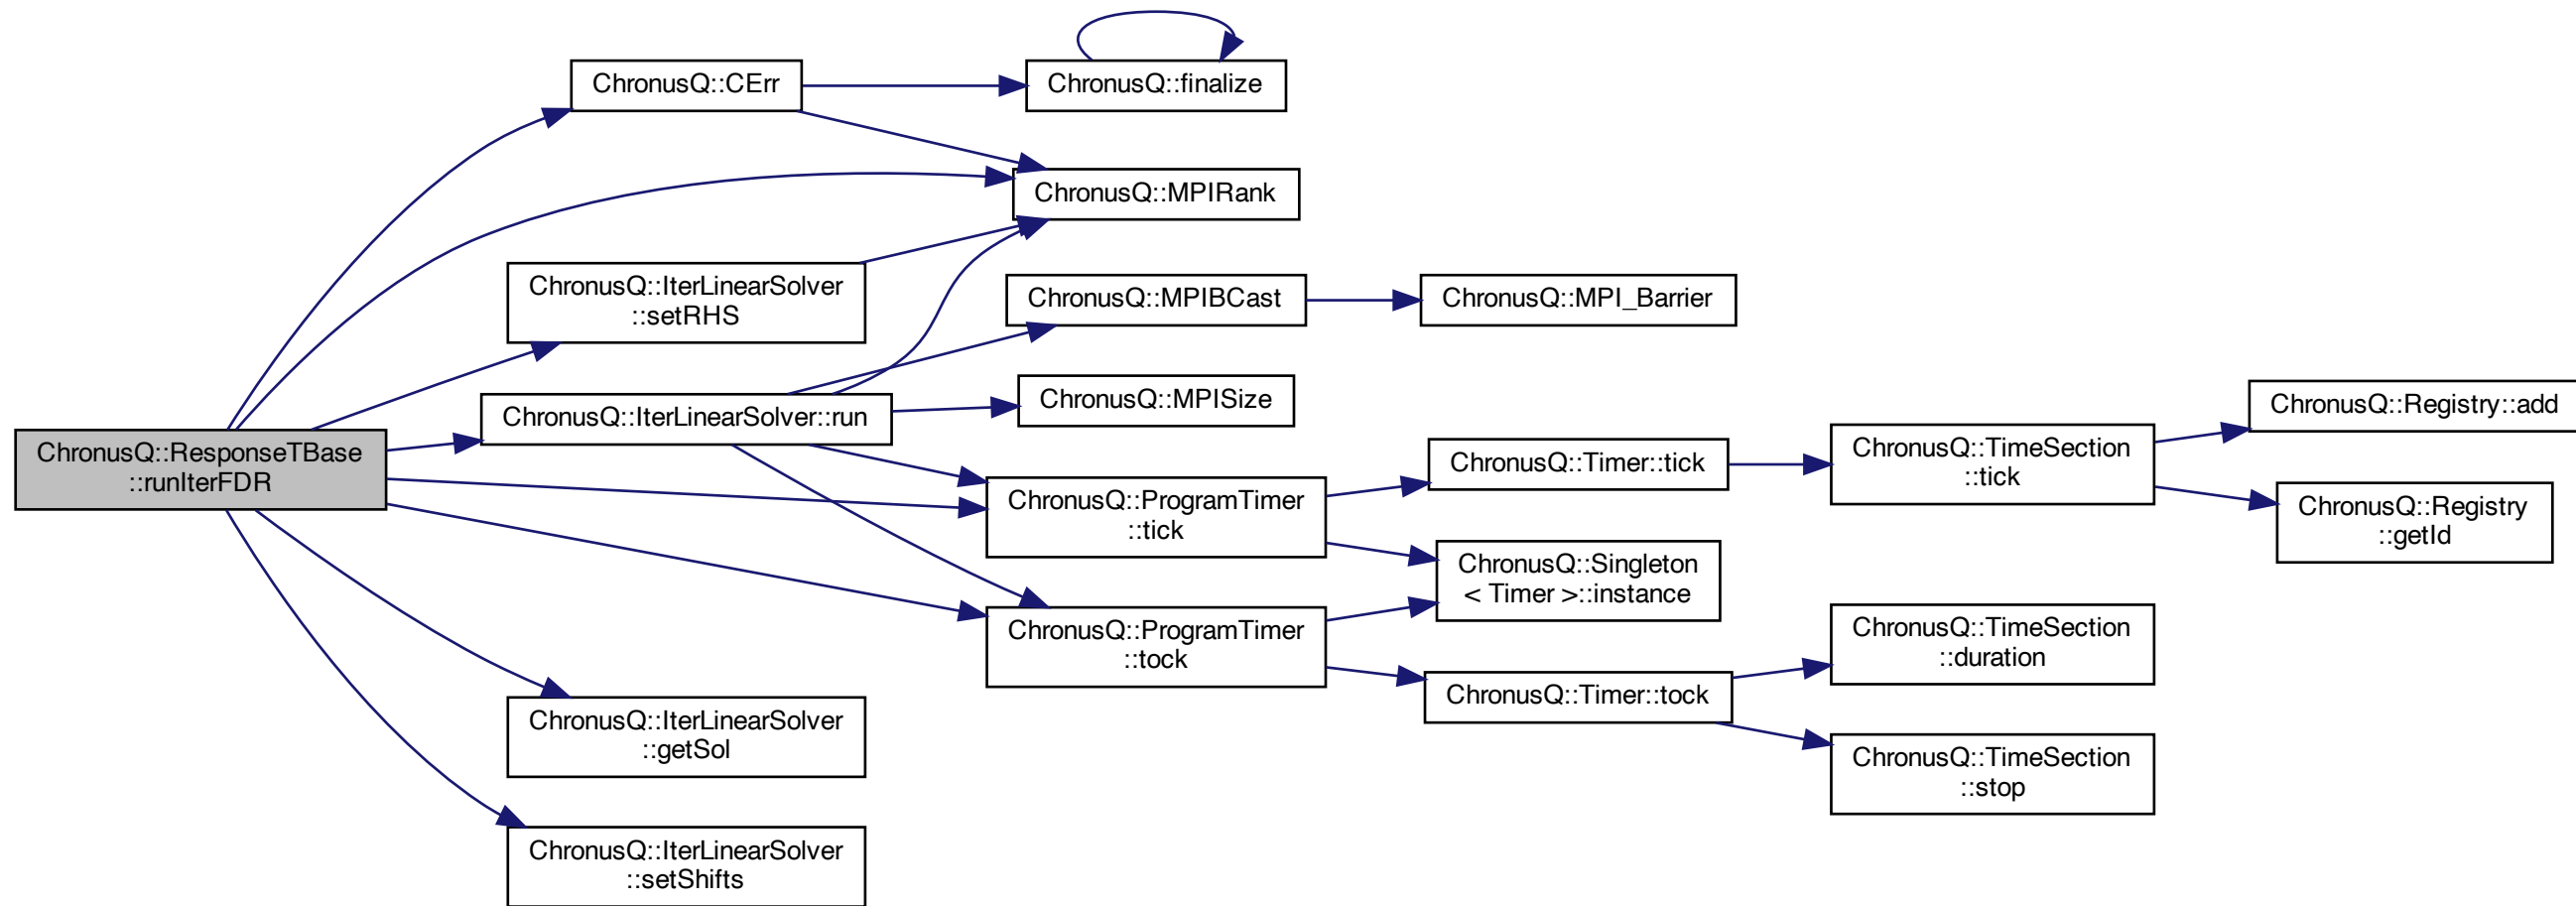 ChronusQ::CErr
ChronusQ::finalize
ChronusQ::MPIRank
ChronusQ::IterLinearSolver
::setRHS
ChronusQ::MPIBCast
ChronusQ::MPI_Barrier
ChronusQ::IterLinearSolver::run
ChronusQ::MPISize
ChronusQ::Registry::add
ChronusQ::ResponseTBase
::runIterFDR
ChronusQ::Timer::tick
ChronusQ::TimeSection
::tick
ChronusQ::ProgramTimer
::tick
ChronusQ::Registry
::getId
ChronusQ::Singleton
< Timer >::instance
ChronusQ::ProgramTimer
::tock
ChronusQ::TimeSection
::duration
ChronusQ::Timer::tock
ChronusQ::IterLinearSolver
::getSol
ChronusQ::TimeSection
::stop
ChronusQ::IterLinearSolver
::setShifts